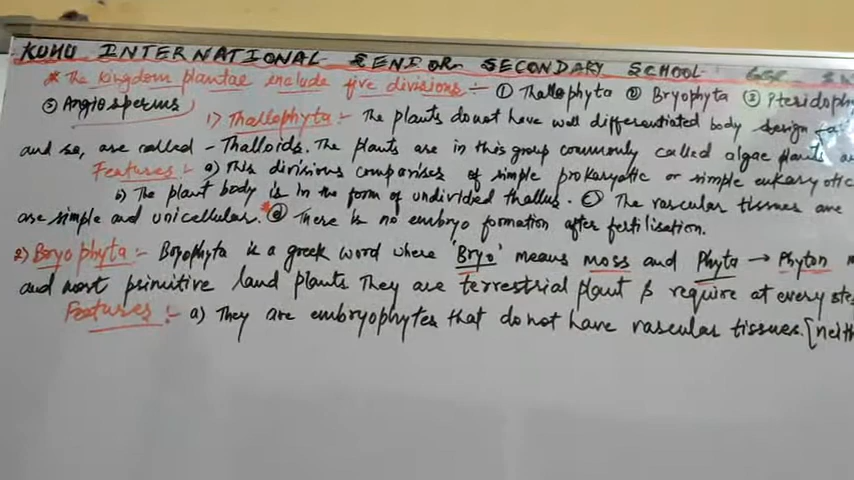 KUHU INTERNATIONAL SENIOR SECONDARY SCHOOL
* The kingdom plantae include five divisions :- ① Thallophyta ② Bryophyta ③ Pteridoph
⑤ Angiosperms
1) Thallophyta :- The plants do not have well differentiated body design
and so, are called - Thalloids. The plants are in this group commonly called algae plants
Features :- a) This divisions comparises of simple prokaryotic or simple eukaryotic
b) The plant body is in the form of undivided thallus. ⓒ The vascular tissues are
are simple and unicellular. * ⓓ There is no embryo formation after fertilisation.
2) Bryophyta :- Bryophyta is a greek word where 'Bryo' means moss and Phyta → Phyton
and most primitive land plants They are terrestrial plant & require at every ste
Features :- a) They are embryophytes that do not have vascular tissues. [neith